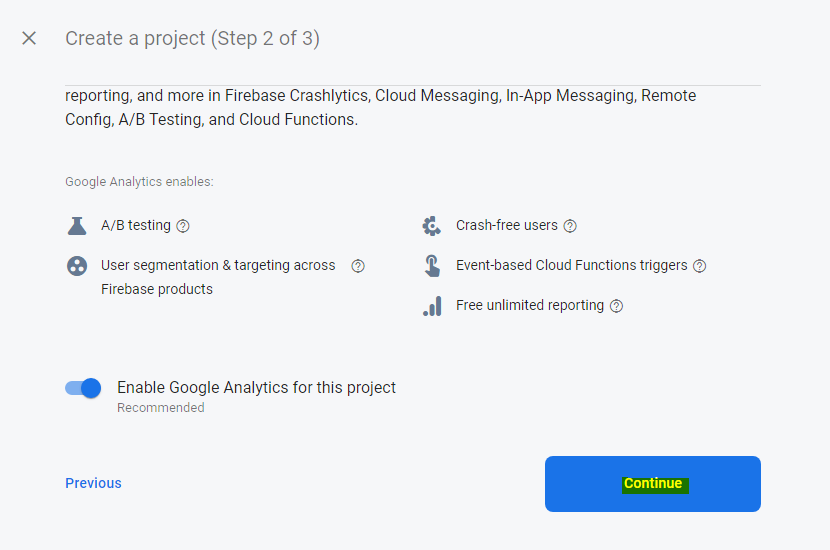 Create a project (Step 2 of 3)
reporting, and more in Firebase Crashlytics, Cloud Messaging, In-App Messaging, Remote
Config, A/B Testing, and Cloud Functions.
Google Analytics enables:
A/B testing
Crash-free users
User segmentation & targeting across
Firebase products
Event-based Cloud Functions triggers
Free unlimited reporting
Enable Google Analytics for this project
Recommended
Previous
Continue